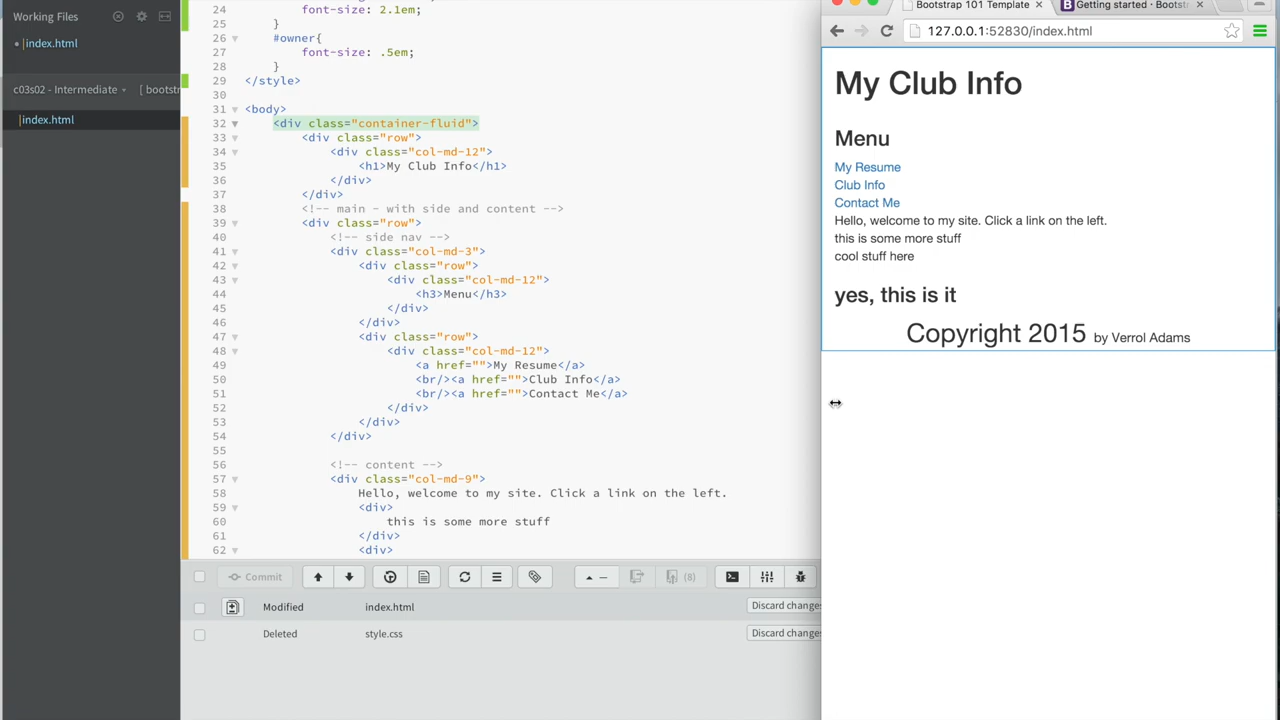 Working Files
index.html
c03s02 - Intermediate
{ bootstr
index.html
24 font-size: 2.1em;
25 }
26 #owner{
27 font-size: .5em;
28 }
29 </style>
30
31 <body>
32 <div class="container-fluid">
33 <div class="row">
34 <div class="col-md-12">
35 <h1>My Club Info</h1>
36 </div>
37 </div>
38 <!-- main - with side and content -->
39 <div class="row">
40 <!-- side nav -->
41 <div class="col-md-3">
42 <div class="row">
43 <div class="col-md-12">
44 <h3>Menu</h3>
45 </div>
46 </div>
47 <div class="row">
48 <div class="col-md-12">
49 <a href="">My Resume</a>
50 <br/><a href="">Club Info</a>
51 <br/><a href="">Contact Me</a>
52 </div>
53 </div>
54 </div>
55
56 <!-- content -->
57 <div class="col-md-9">
58 Hello, welcome to my site. Click a link on the left.
59 <div>
60 this is some more stuff
61 </div>
62 <div>
Commit
(8)
Modified index.html Discard changes
Deleted style.css Discard changes
Bootstrap 101 Template
Getting started · Bootst
127.0.0.1:52830/index.html
My Club Info
Menu
My Resume
Club Info
Contact Me
Hello, welcome to my site. Click a link on the left.
this is some more stuff
cool stuff here
yes, this is it
Copyright 2015 by Verrol Adams